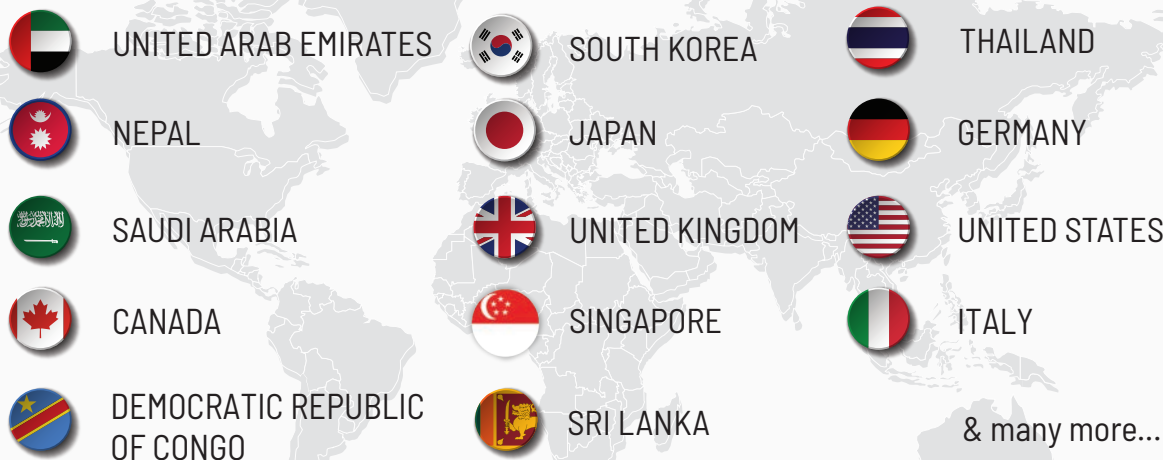 UNITED ARAB EMIRATES
NEPAL
SAUDI ARABIA
CANADA
DEMOCRATIC REPUBLIC
OF CONGO
SOUTH KOREA
JAPAN
UNITED KINGDOM
SINGAPORE
SRI LANKA
THAILAND
GERMANY
UNITED STATES
ITALY
& many more...